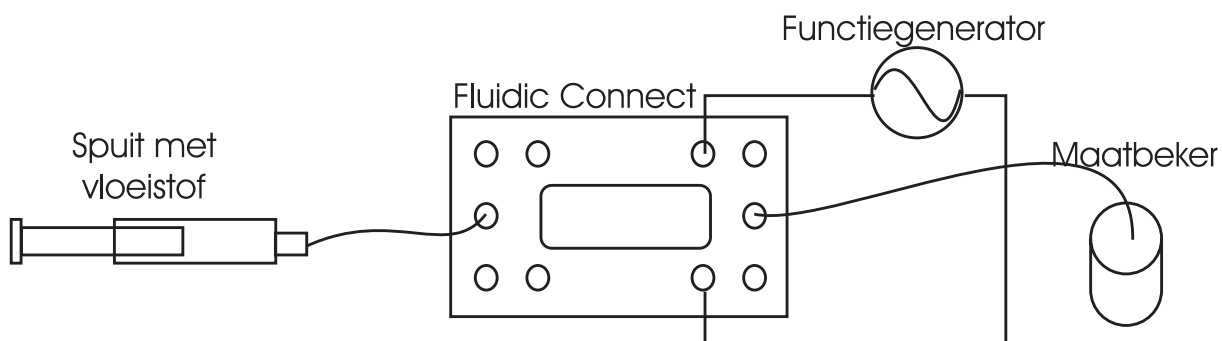 Functiegenerator
Fluidic Connect
Spuit met
vloeistof
Maatbeker